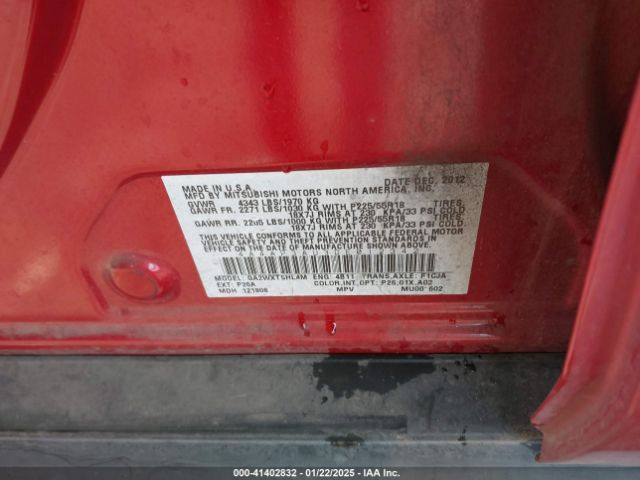 MADE IN U.S.A. DATE DEC, 2012
MFD BY MITSUBISHI MOTORS NORTH AMERICA, INC.
GVWR 4343 LBS/1970 KG
GAWR FR. 2271 LBS/1030 KG WITH P225/55R18 TIRES,
18X7J RIMS AT 230 KPA/33 PSI COLD
GAWR RR. 2205 LBS/1000 KG WITH P225/55R18 TIRES,
18X7J RIMS AT 230 KPA/33 PSI COLD.
THIS VEHICLE CONFORMS TO ALL APPLICABLE FEDERAL MOTOR
VEHICLE SAFETY AND THEFT PREVENTION STANDARDS IN EFFECT ON THE
DATE OF MANUFACTURE SHOWN ABOVE.
MODEL: GA2WXTSHL4M ENG: 4B11 TRANS,AXLE: F1CJA
EXT: P26A COLOR,INT,OPT: P26,01X,A02
MDH 121908 MPV MU00 602
000-41402832 - 01/22/2025 - IAA Inc.